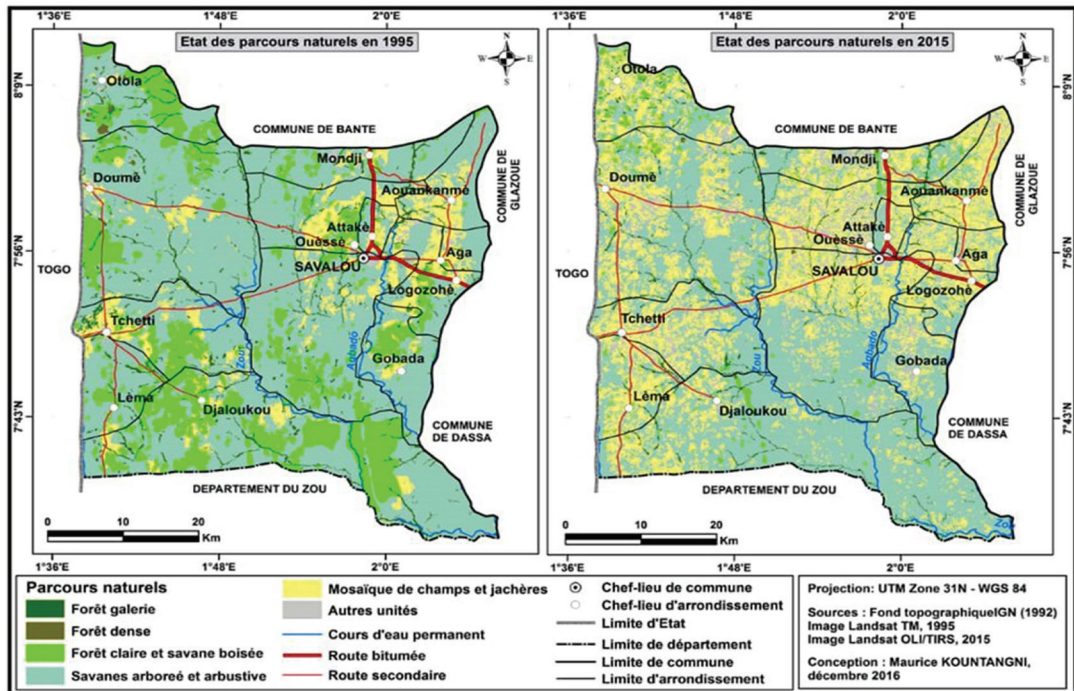 1°36'E
1°48'E
2°0'E
1°36'E
1°48'E
2°0'E
Etat des parcours naturels en 1995
Etat des parcours naturels en 2015
N
W
E
S
N
W
E
S
8°9'N
7°56'N
7°43'N
8°9'N
7°56'N
7°43'N
Otola
COMMUNE DE BANTE
Mondji
COMMUNE DE GLAZOUE
Doumè
Aouankanmè
Attakè
Ouèssè
SAVALOU
Aga
TOGO
Logozohè
Tchetti
Zou
Agbado
Gobada
Lèma
Djaloukou
COMMUNE
DE DASSA
DEPARTEMENT DU ZOU
0 10 20
Km
1°36'E
1°48'E
2°0'E
Otola
COMMUNE DE BANTE
Mondji
COMMUNE DE GLAZOUE
Doumè
Aouankanmè
Attakè
Ouèssè
SAVALOU
Aga
TOGO
Logozohè
Tchetti
Zou
Agbado
Gobada
Lèma
Djaloukou
COMMUNE
DE DASSA
DEPARTEMENT DU ZOU
Zou
0 10 20
Km
1°36'E
1°48'E
2°0'E
Parcours naturels
Forêt galerie
Forêt dense
Forêt claire et savane boisée
Savanes arboreé et arbustive
Mosaïque de champs et jachères
Autres unités
Cours d'eau permanent
Route bitumée
Route secondaire
Chef-lieu de commune
Chef-lieu d'arrondissement
Limite d'Etat
Limite de département
Limite de commune
Limite d'arrondissement
Projection: UTM Zone 31N - WGS 84
Sources : Fond topographiqueIGN (1992)
Image Landsat TM, 1995
Image Landsat OLI/TIRS, 2015
Conception : Maurice KOUNTANGNI,
décembre 2016